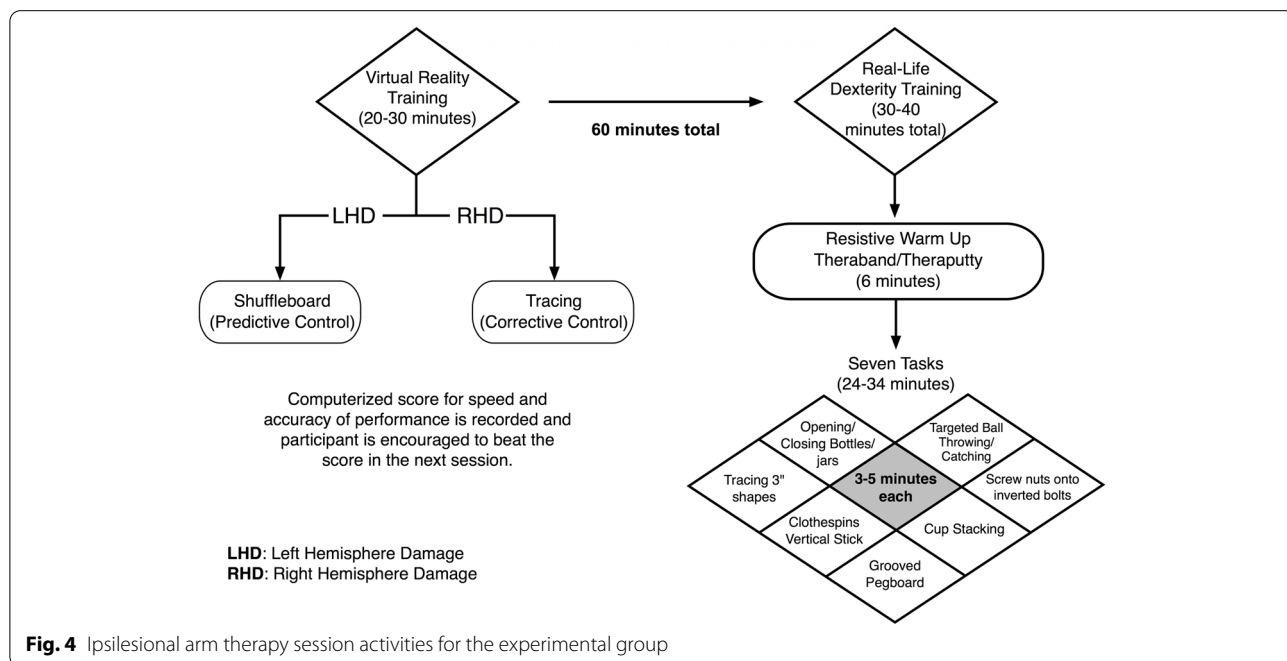 Virtual Reality
Training
(20-30 minutes)
60 minutes total
Real-Life
Dexterity Training
(30-40
minutes total)
LHD
RHD
Shuffleboard
(Predictive Control)
Tracing
(Corrective Control)
Resistive Warm Up
Theraband/Theraputty
(6 minutes)
Computerized score for speed and
accuracy of performance is recorded and
participant is encouraged to beat the
score in the next session.
Seven Tasks
(24-34 minutes)
Opening/
Closing Bottles/
jars
Targeted Ball
Throwing/
Catching
Tracing 3"
shapes
3-5 minutes
each
Screw nuts onto
inverted bolts
Clothespins
Vertical Stick
Cup Stacking
Grooved
Pegboard
LHD: Left Hemisphere Damage
RHD: Right Hemisphere Damage
Fig. 4 Ipsilesional arm therapy session activities for the experimental group